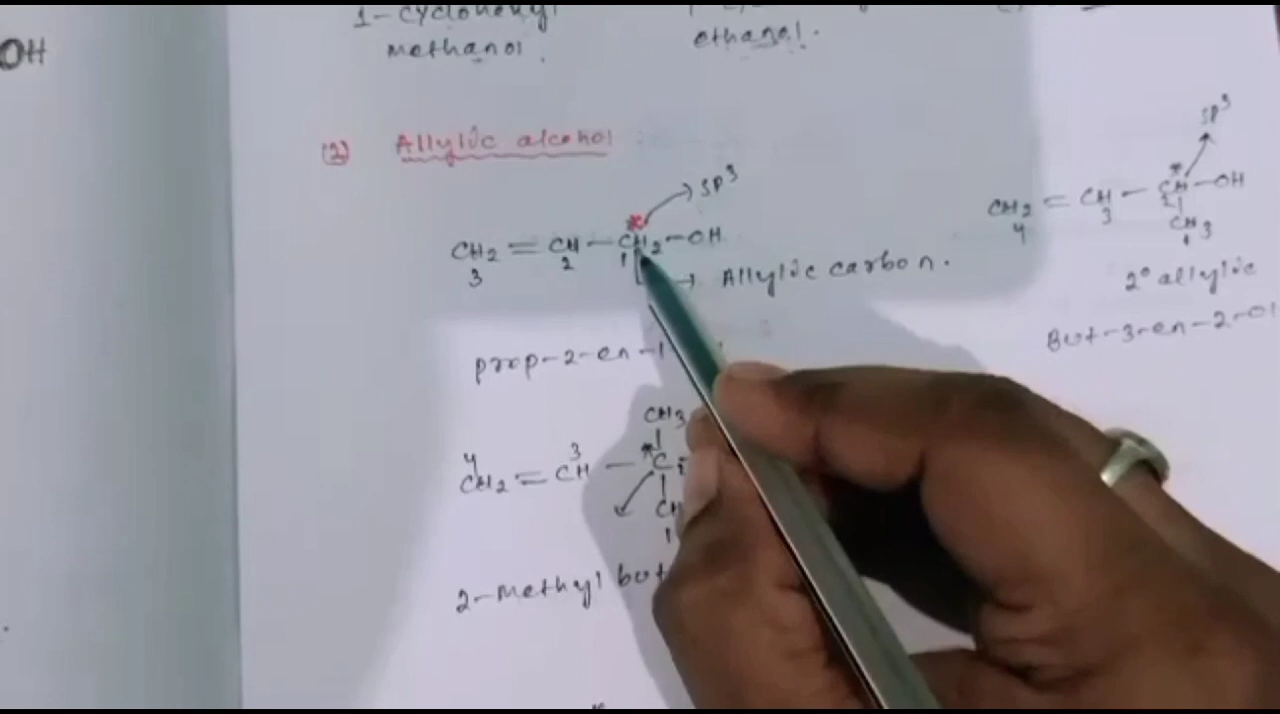 OH
1-cyclohexyl
methanol.
ethanol.
(2) Allylic alcohol
SP³
CH₂ = CH - CH₂ - OH
3 2 1
→ Allylic carbon.
prop-2-en-1
CH₃
4 3
CH₂ = CH - *C
1
2-Methyl but
SP³
CH₂ = CH - CH - OH
4 3 2
CH₃
1
2° allylic
But-3-en-2-ol